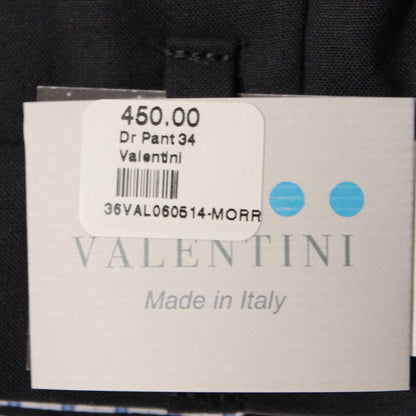 450.00
Dr Pant 34
Valentini
36VAL060514-MORR
VALENTINI
Made in Italy